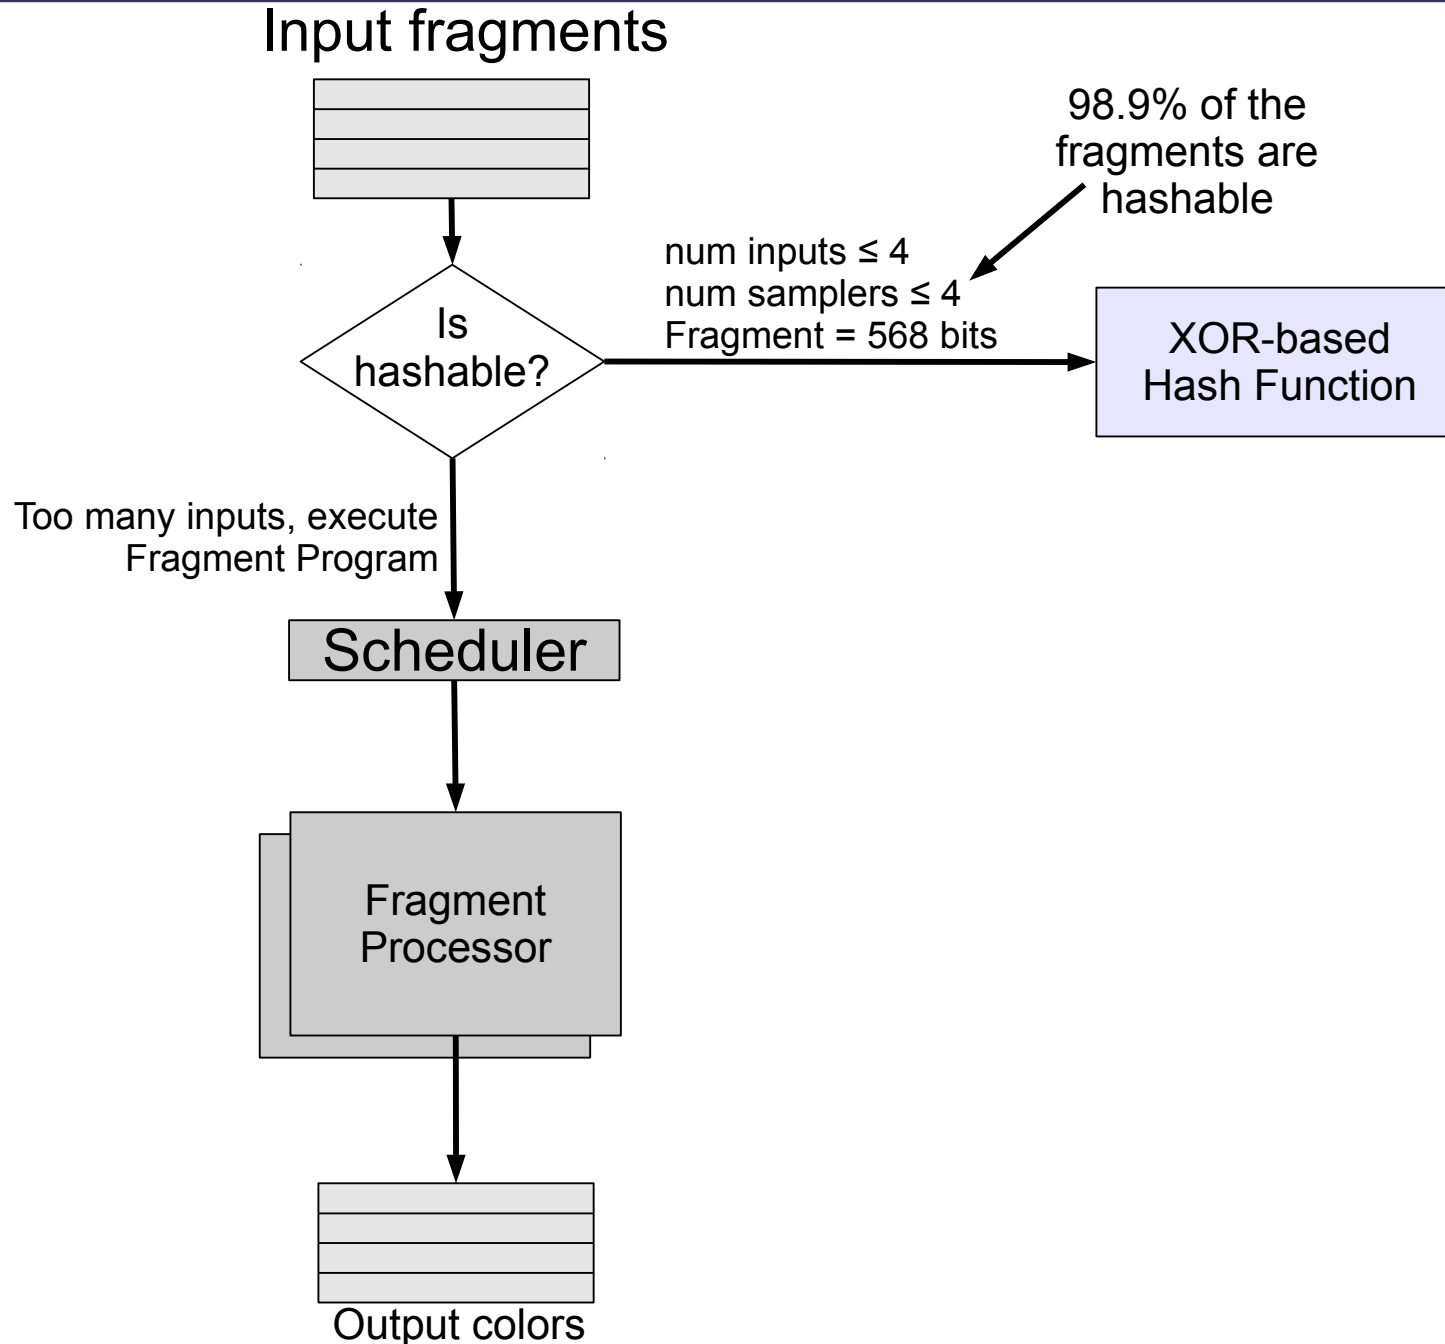 Input fragments
98.9% of the
fragments are
hashable
num inputs ≤ 4
num samplers ≤ 4
Fragment = 568 bits
Is
hashable?
XOR-based
Hash Function
Too many inputs, execute
Fragment Program
Scheduler
Fragment
Processor
Output colors